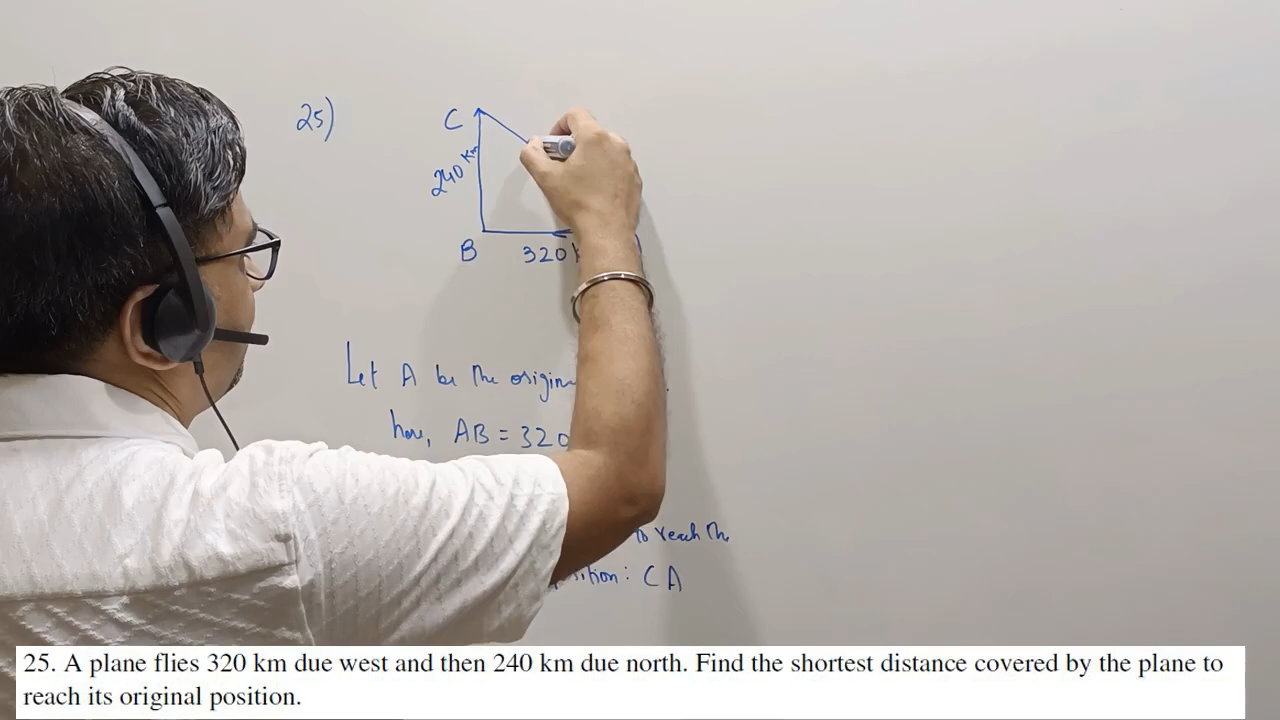 25)
C
240 Km
B
320
Let A be the origin
here, AB = 320
to reach the
: CA
25. A plane flies 320 km due west and then 240 km due north. Find the shortest distance covered by the plane to
reach its original position.